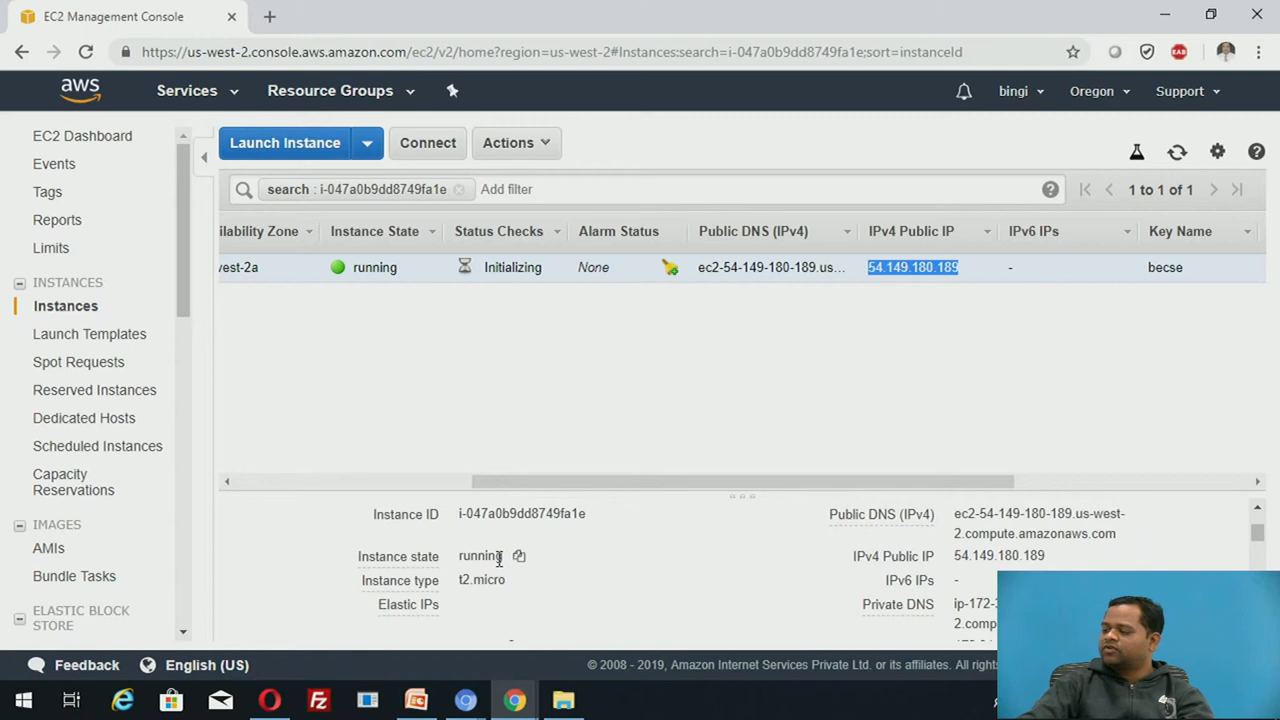 EC2 Management Console
https://us-west-2.console.aws.amazon.com/ec2/v2/home?region=us-west-2#Instances:search=i-047a0b9dd8749fa1e;sort=instanceId
EAB
aws
Services
Resource Groups
bingi
Oregon
Support
EC2 Dashboard
Events
Tags
Reports
Limits
INSTANCES
Instances
Launch Templates
Spot Requests
Reserved Instances
Dedicated Hosts
Scheduled Instances
Capacity
Reservations
IMAGES
AMIs
Bundle Tasks
ELASTIC BLOCK
STORE
Launch Instance
Connect
Actions
search : i-047a0b9dd8749fa1e
Add filter
1 to 1 of 1
ilability Zone
Instance State
Status Checks
Alarm Status
Public DNS (IPv4)
IPv4 Public IP
IPv6 IPs
Key Name
vest-2a
running
Initializing
None
ec2-54-149-180-189.us...
54.149.180.189
-
becse
Instance ID
i-047a0b9dd8749fa1e
Instance state
running
Instance type
t2.micro
Elastic IPs
Public DNS (IPv4)
ec2-54-149-180-189.us-west-
2.compute.amazonaws.com
IPv4 Public IP
54.149.180.189
IPv6 IPs
-
Private DNS
ip-172-3
2.comp
Feedback
English (US)
© 2008 - 2019, Amazon Internet Services Private Ltd. or its affiliates.